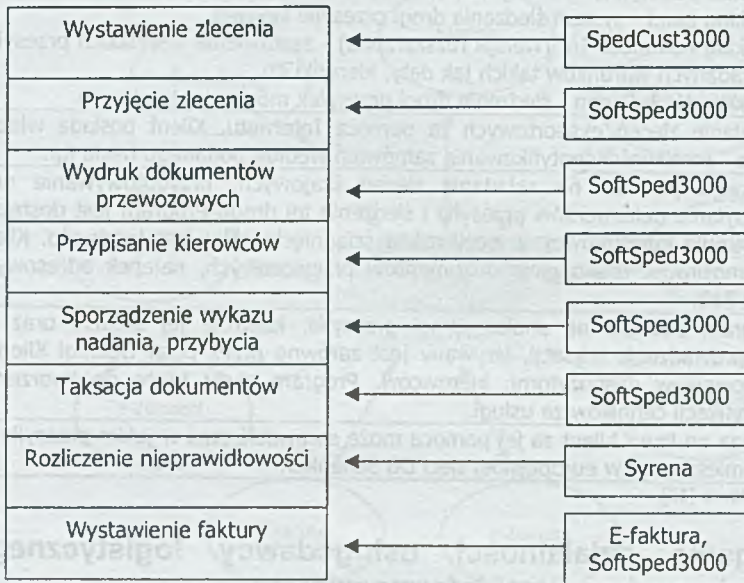 Wystawienie zlecenia
SpedCust3000
Przyjęcie zlecenia
SoftSped3000
Wydruk dokumentów
przewozowych
SoftSped3000
Przypisanie kierowców
SoftSped3000
Sporządzenie wykazu
nadania, przybycia
SoftSped3000
Taksacja dokumentów
SoftSped3000
Rozliczenie nieprawidłowości
Syrena
Wystawienie faktury
E-faktura,
SoftSped3000